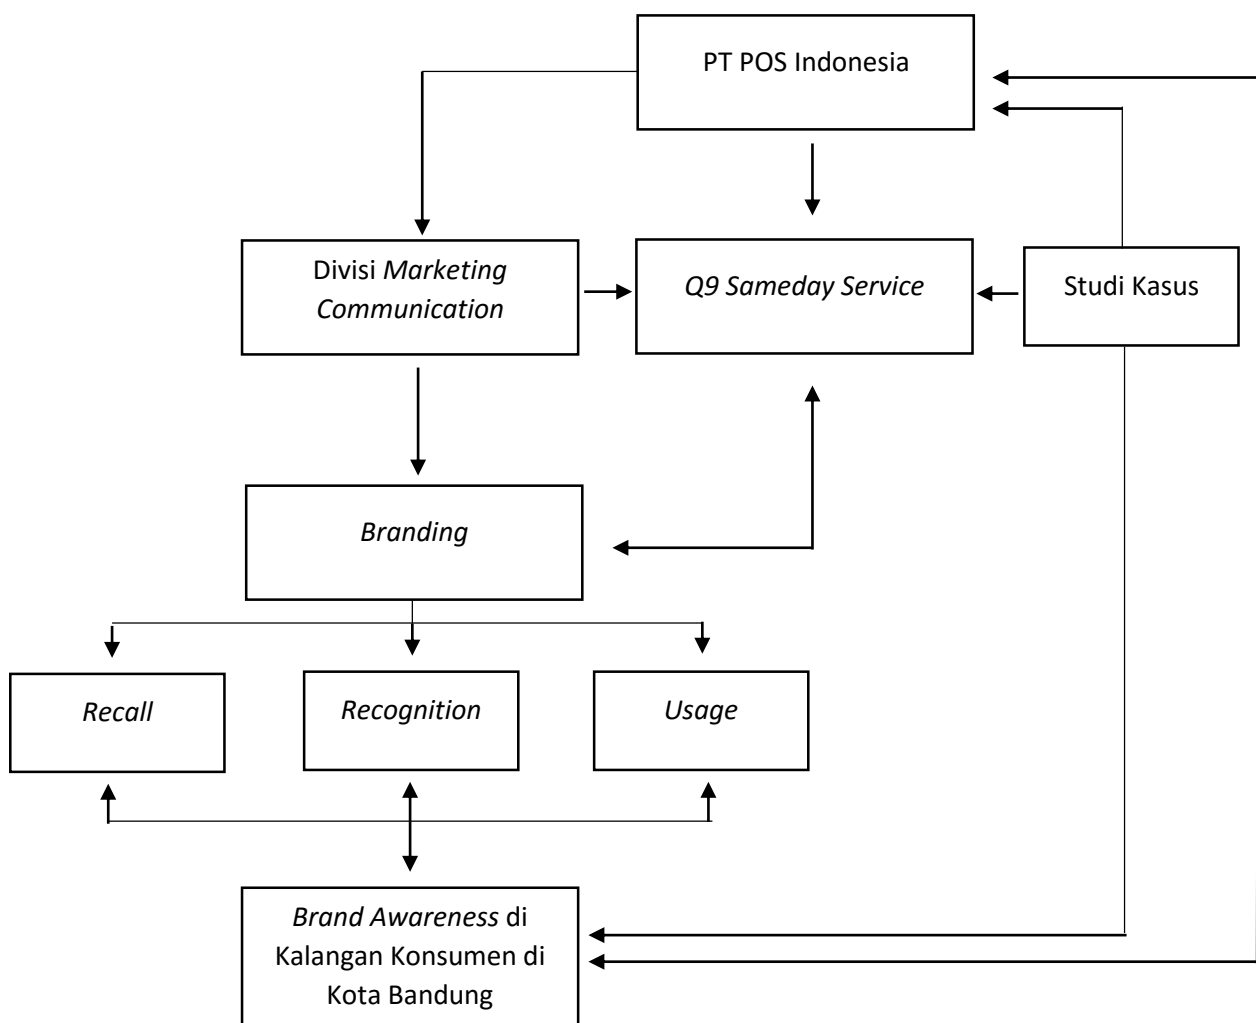 PT POS Indonesia
Divisi Marketing
Communication
Q9 Sameday Service
Studi Kasus
Branding
Recall
Recognition
Usage
Brand Awareness di
Kalangan Konsumen di
Kota Bandung